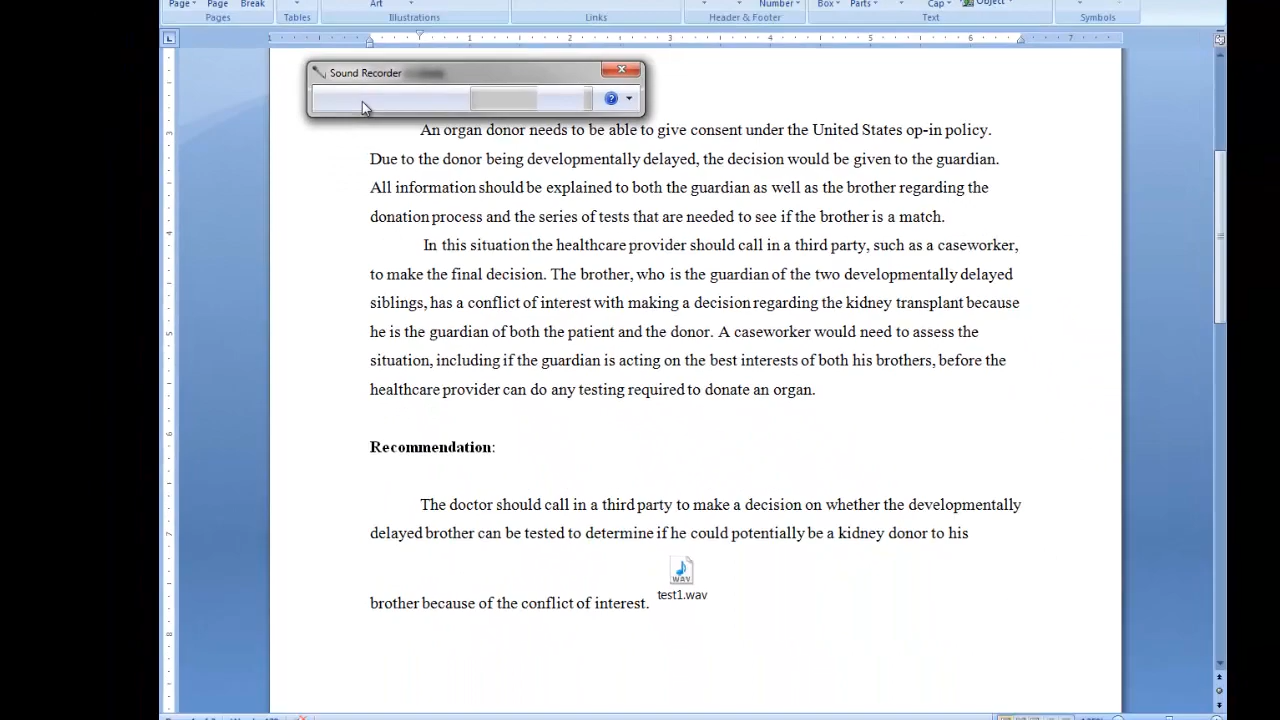 Page Page Break Art Number Box Parts Cap Object
Pages Tables Illustrations Links Header & Footer Text Symbols
1 1 2 3 4 5 6 7
Sound Recorder
An organ donor needs to be able to give consent under the United States op-in policy.
Due to the donor being developmentally delayed, the decision would be given to the guardian.
All information should be explained to both the guardian as well as the brother regarding the
donation process and the series of tests that are needed to see if the brother is a match.
In this situation the healthcare provider should call in a third party, such as a caseworker,
to make the final decision. The brother, who is the guardian of the two developmentally delayed
siblings, has a conflict of interest with making a decision regarding the kidney transplant because
he is the guardian of both the patient and the donor. A caseworker would need to assess the
situation, including if the guardian is acting on the best interests of both his brothers, before the
healthcare provider can do any testing required to donate an organ.
Recommendation:
The doctor should call in a third party to make a decision on whether the developmentally
delayed brother can be tested to determine if he could potentially be a kidney donor to his
WAV
test1.wav
brother because of the conflict of interest.